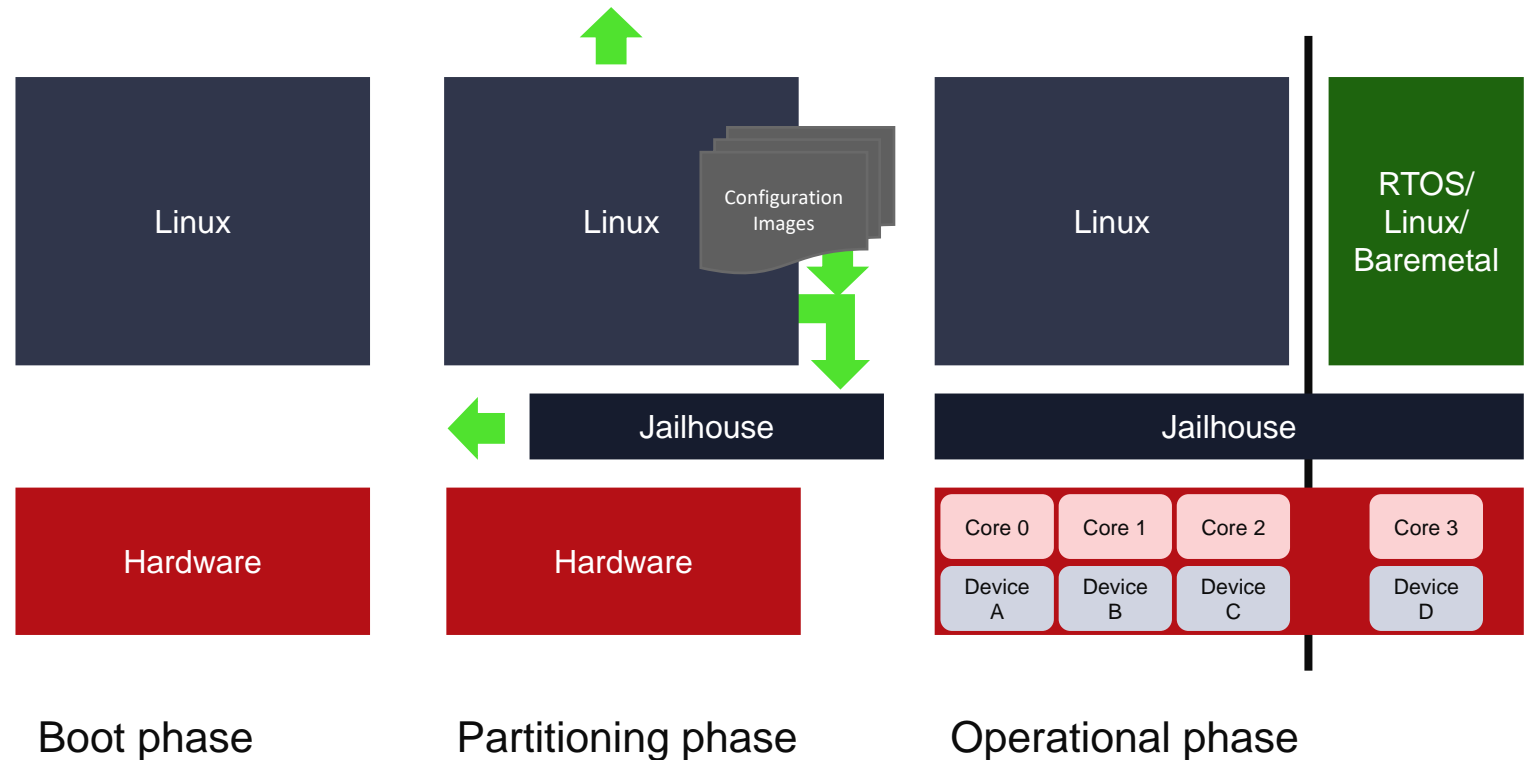 Linux
Hardware
Boot phase
Linux
Configuration
Images
Jailhouse
Hardware
Partitioning phase
Linux
RTOS/
Linux/
Baremetal
Jailhouse
Core 0
Core 1
Core 2
Core 3
Device
A
Device
B
Device
C
Device
D
Operational phase